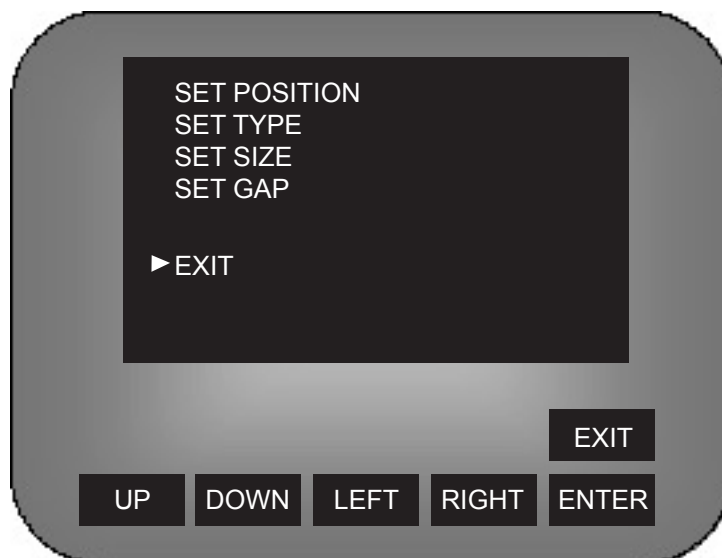 SET POSITION
SET TYPE
SET SIZE
SET GAP
►EXIT
EXIT
UP DOWN LEFT RIGHT ENTER